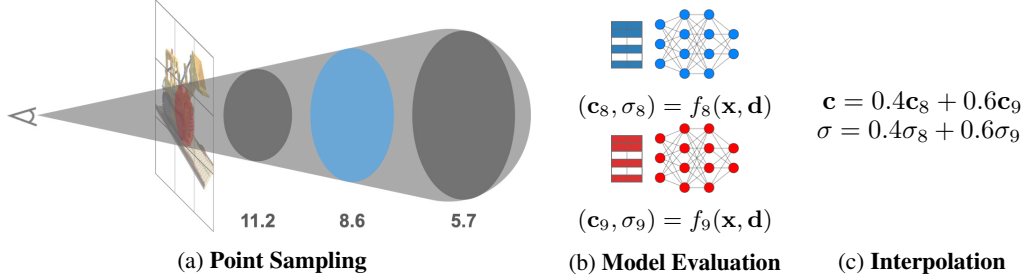 11.2 8.6 5.7
(a) Point Sampling
(c₈, σ₈) = f₈(x, d)
(c₉, σ₉) = f₉(x, d)
(b) Model Evaluation
c = 0.4c₈ + 0.6c₉
σ = 0.4σ₈ + 0.6σ₉
(c) Interpolation